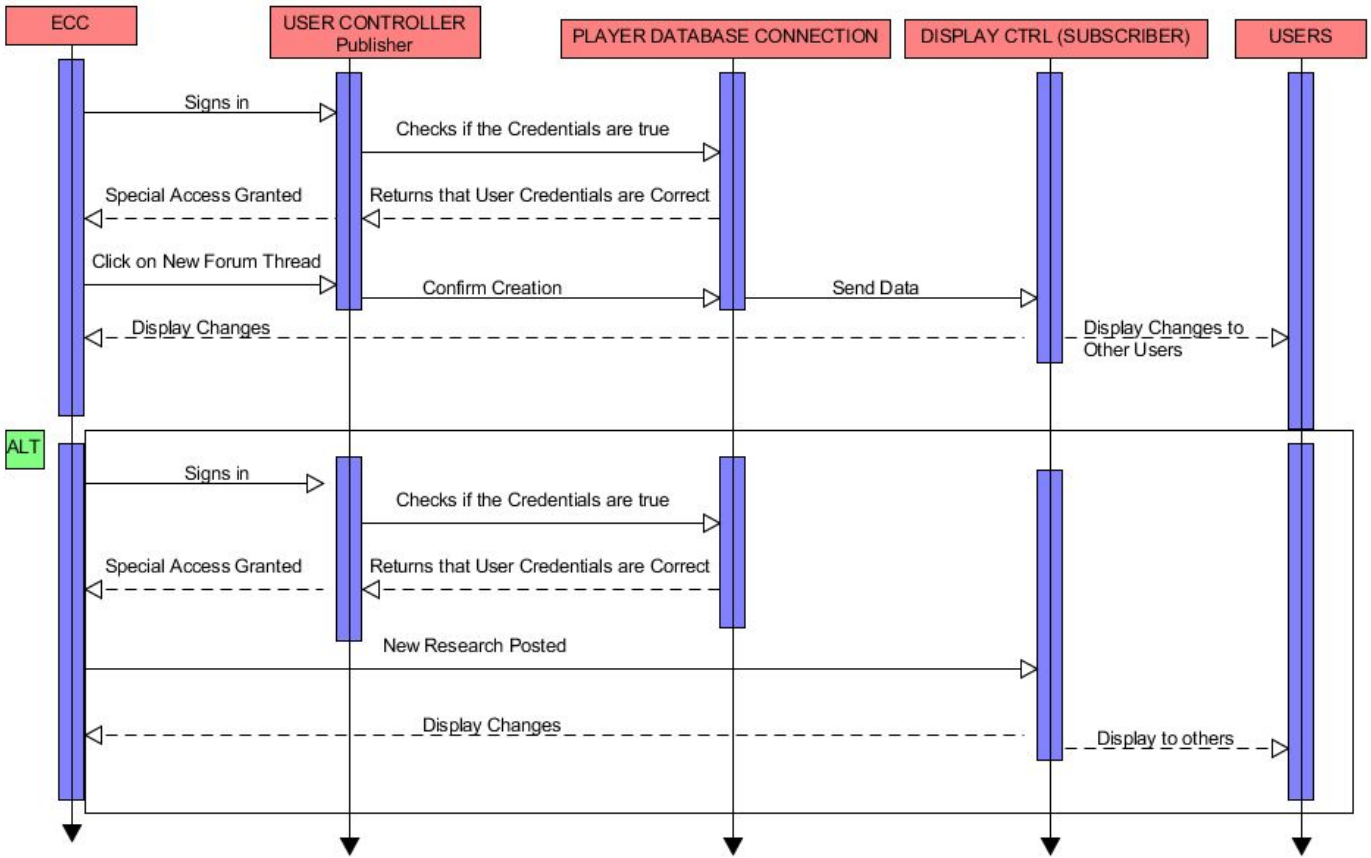 ECC
USER CONTROLLER
Publisher
PLAYER DATABASE CONNECTION
DISPLAY CTRL (SUBSCRIBER)
USERS
Signs in
Checks if the Credentials are true
Special Access Granted
Returns that User Credentials are Correct
Click on New Forum Thread
Confirm Creation
Send Data
Display Changes
Display Changes to
Other Users
ALT
Signs in
Checks if the Credentials are true
Special Access Granted
Returns that User Credentials are Correct
New Research Posted
Display Changes
Display to others